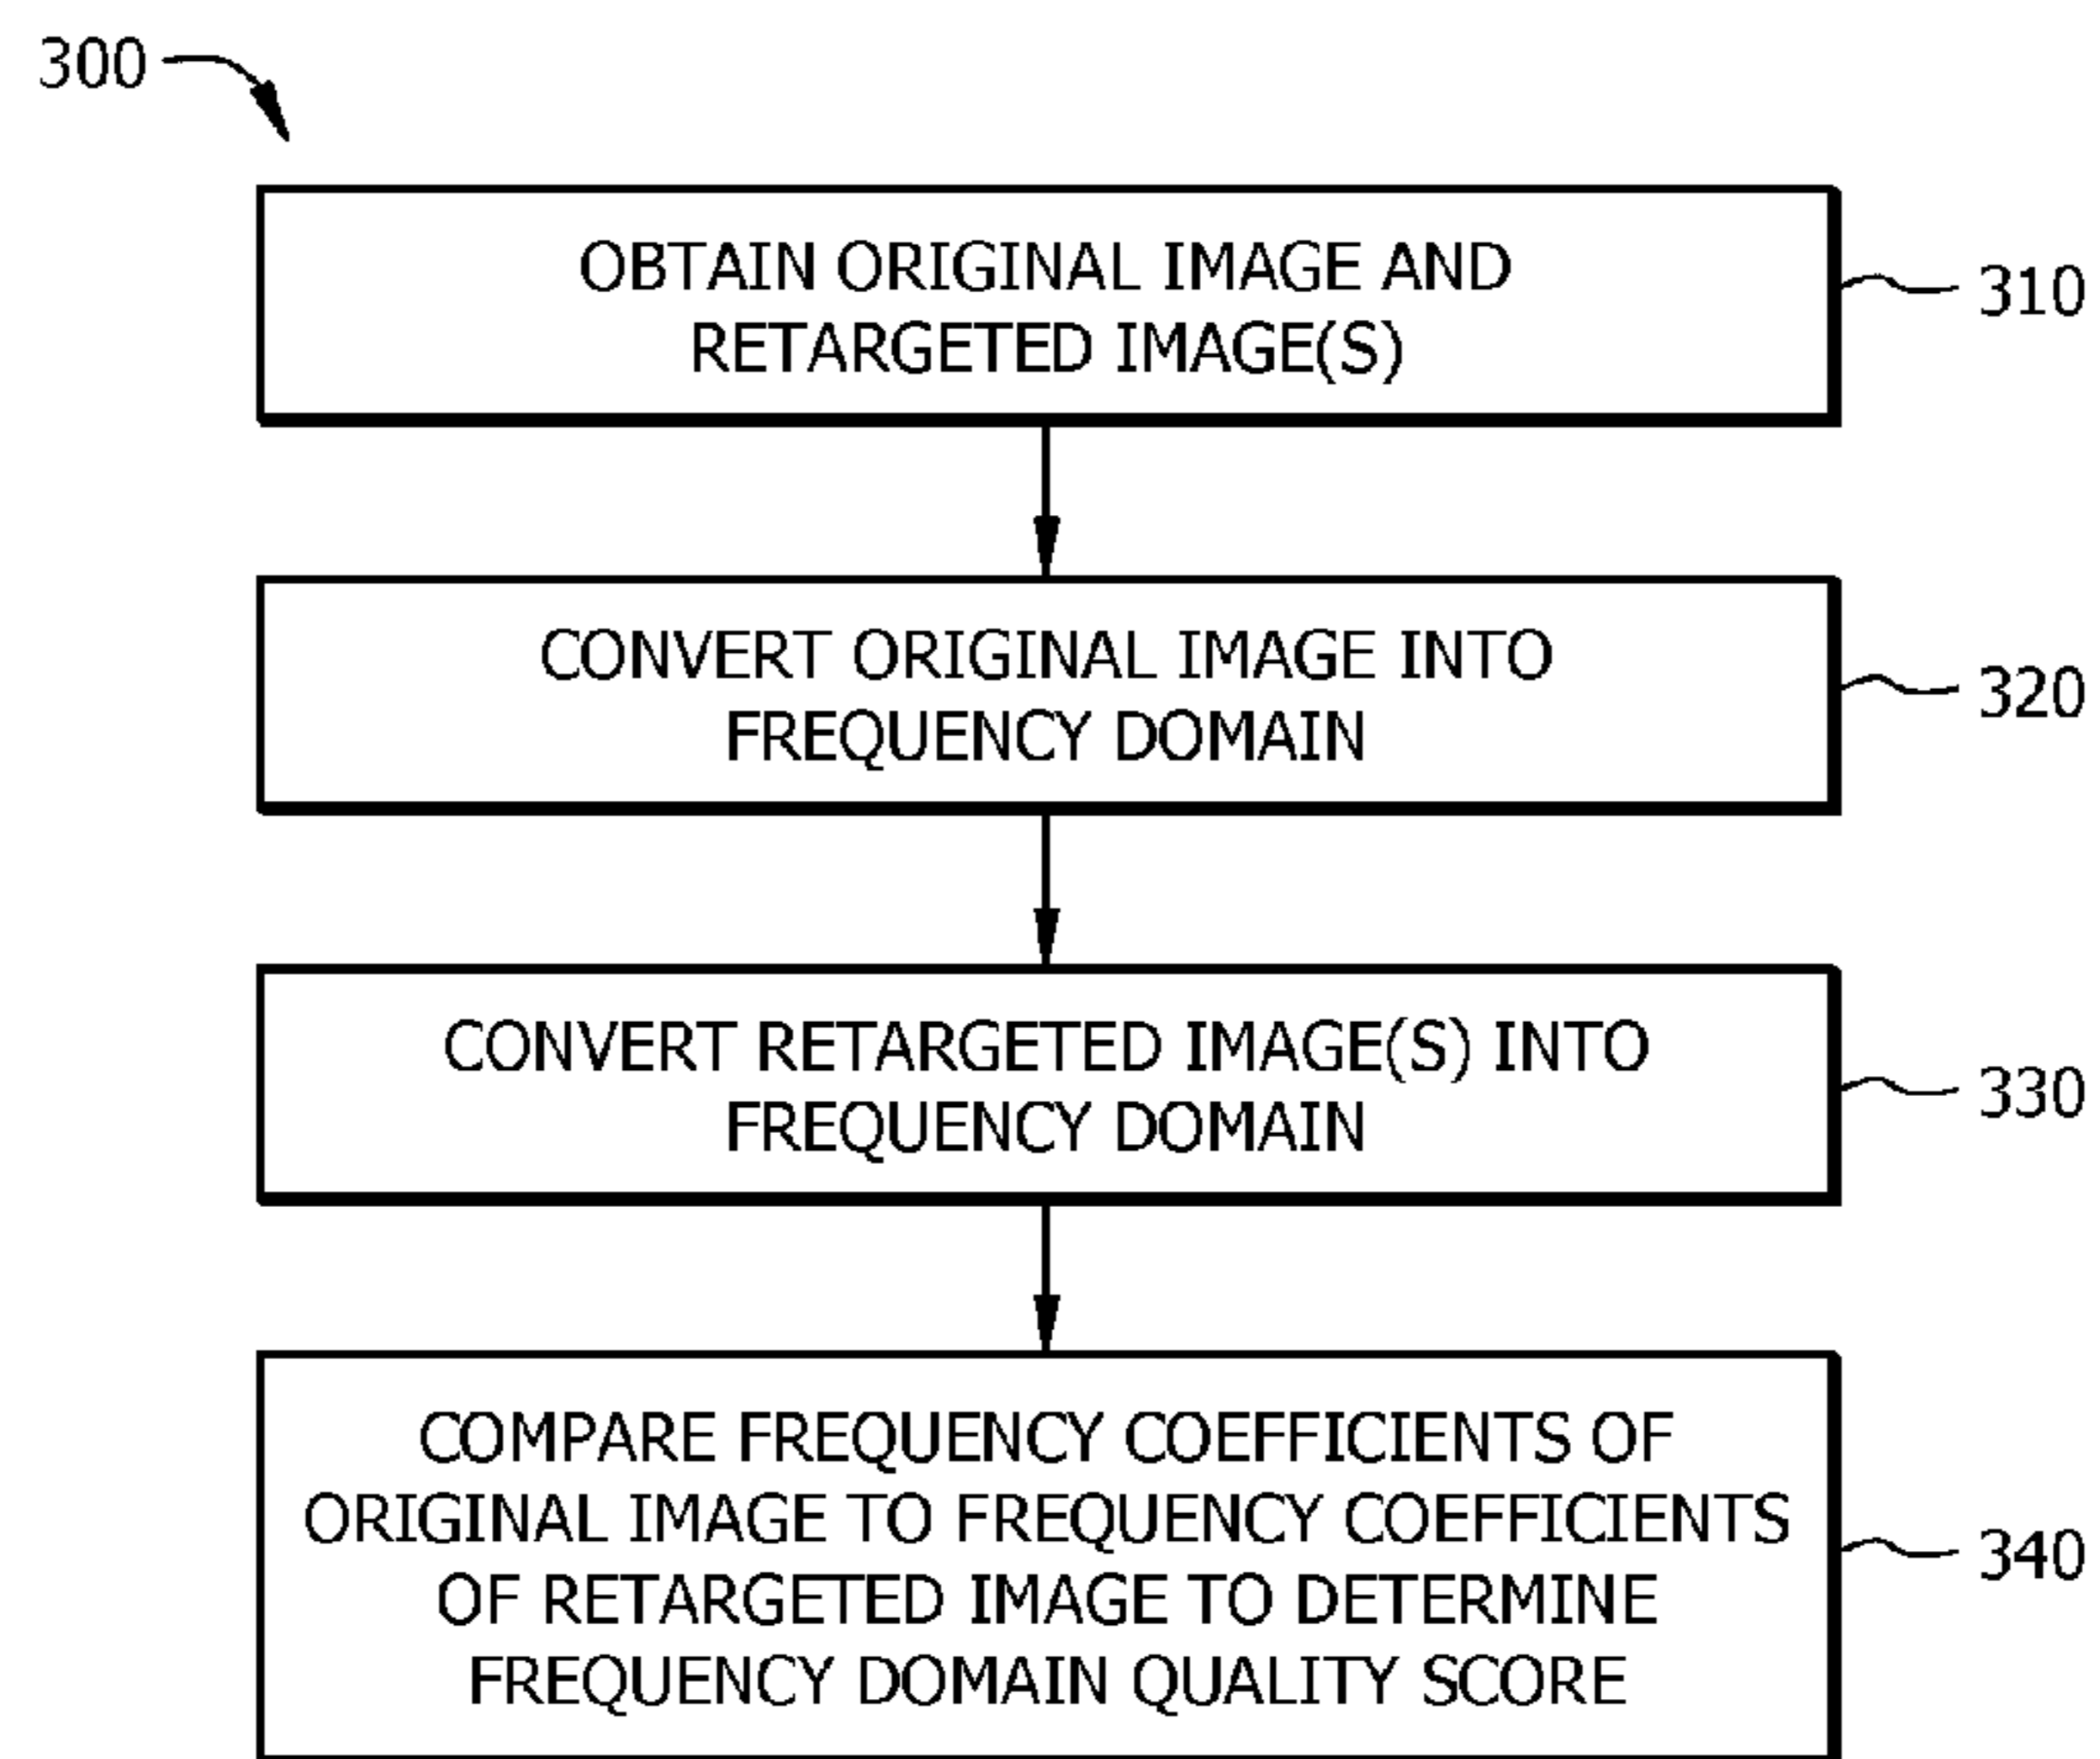 300
OBTAIN ORIGINAL IMAGE AND
RETARGETED IMAGE(S)
310
CONVERT ORIGINAL IMAGE INTO
FREQUENCY DOMAIN
320
CONVERT RETARGETED IMAGE(S) INTO
FREQUENCY DOMAIN
330
COMPARE FREQUENCY COEFFICIENTS OF
ORIGINAL IMAGE TO FREQUENCY COEFFICIENTS
OF RETARGETED IMAGE TO DETERMINE
FREQUENCY DOMAIN QUALITY SCORE
340